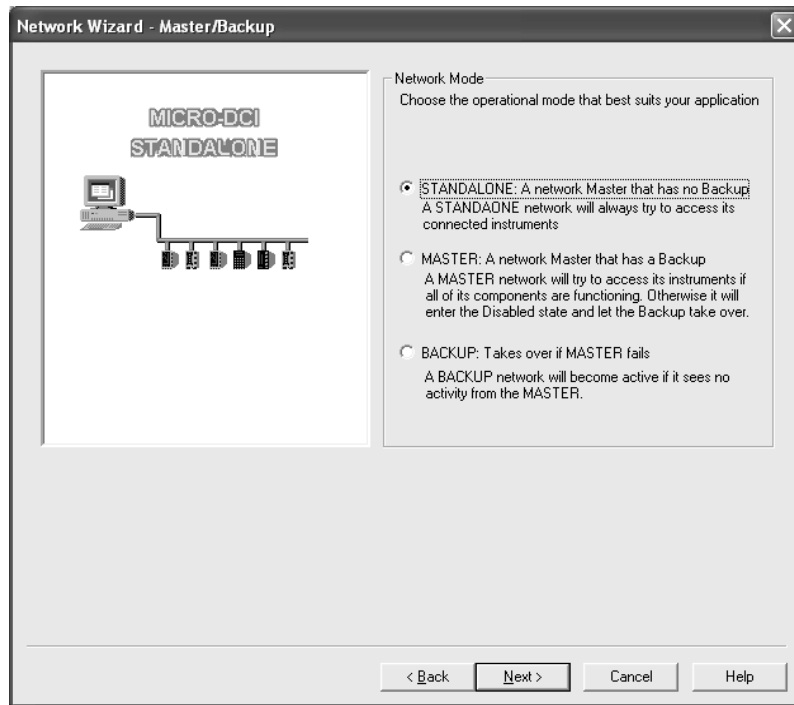 Network Wizard - Master/Backup
MICRO-DCI
STANDALONE
Network Mode
Choose the operational mode that best suits your application
STANDALONE: A network Master that has no Backup
A STANDAONE network will always try to access its
connected instruments
MASTER: A network Master that has a Backup
A MASTER network will try to access its instruments if
all of its components are functioning. Otherwise it will
enter the Disabled state and let the Backup take over.
BACKUP: Takes over if MASTER fails
A BACKUP network will become active if it sees no
activity from the MASTER.
< Back
Next >
Cancel
Help